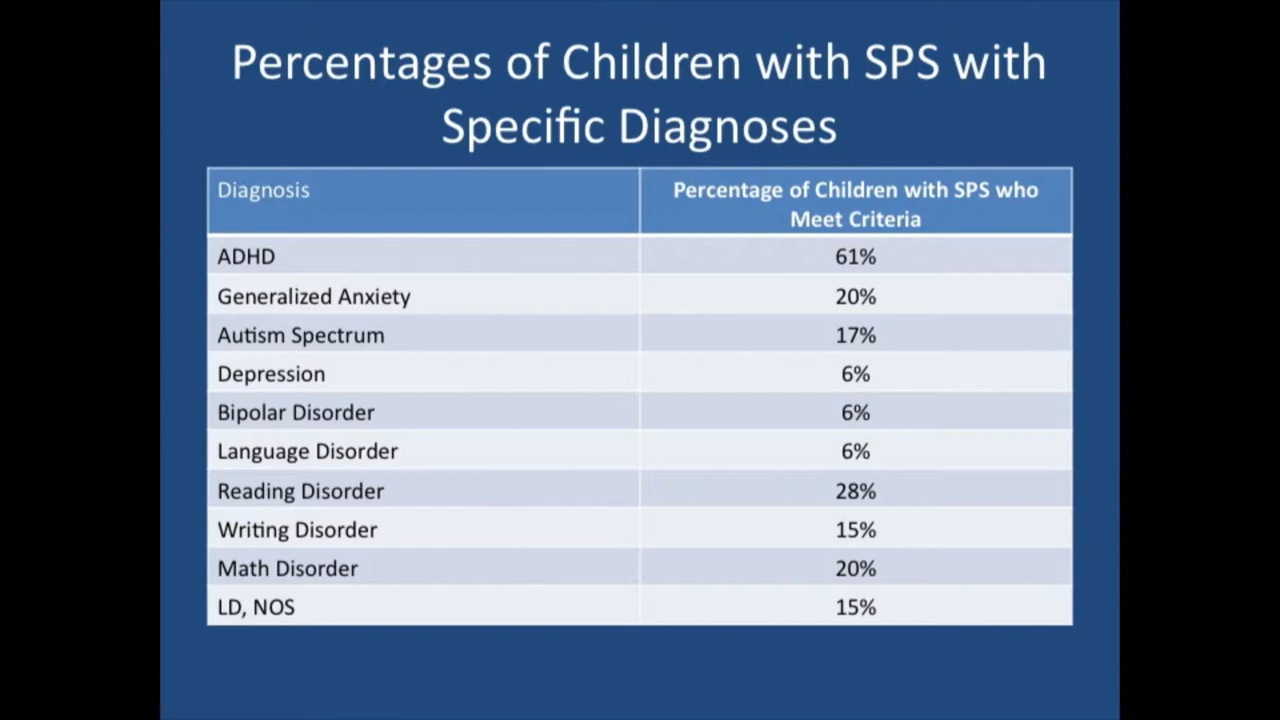 Percentages of Children with SPS with
Specific Diagnoses
Diagnosis
Percentage of Children with SPS who
Meet Criteria
ADHD 61%
Generalized Anxiety 20%
Autism Spectrum 17%
Depression 6%
Bipolar Disorder 6%
Language Disorder 6%
Reading Disorder 28%
Writing Disorder 15%
Math Disorder 20%
LD, NOS 15%